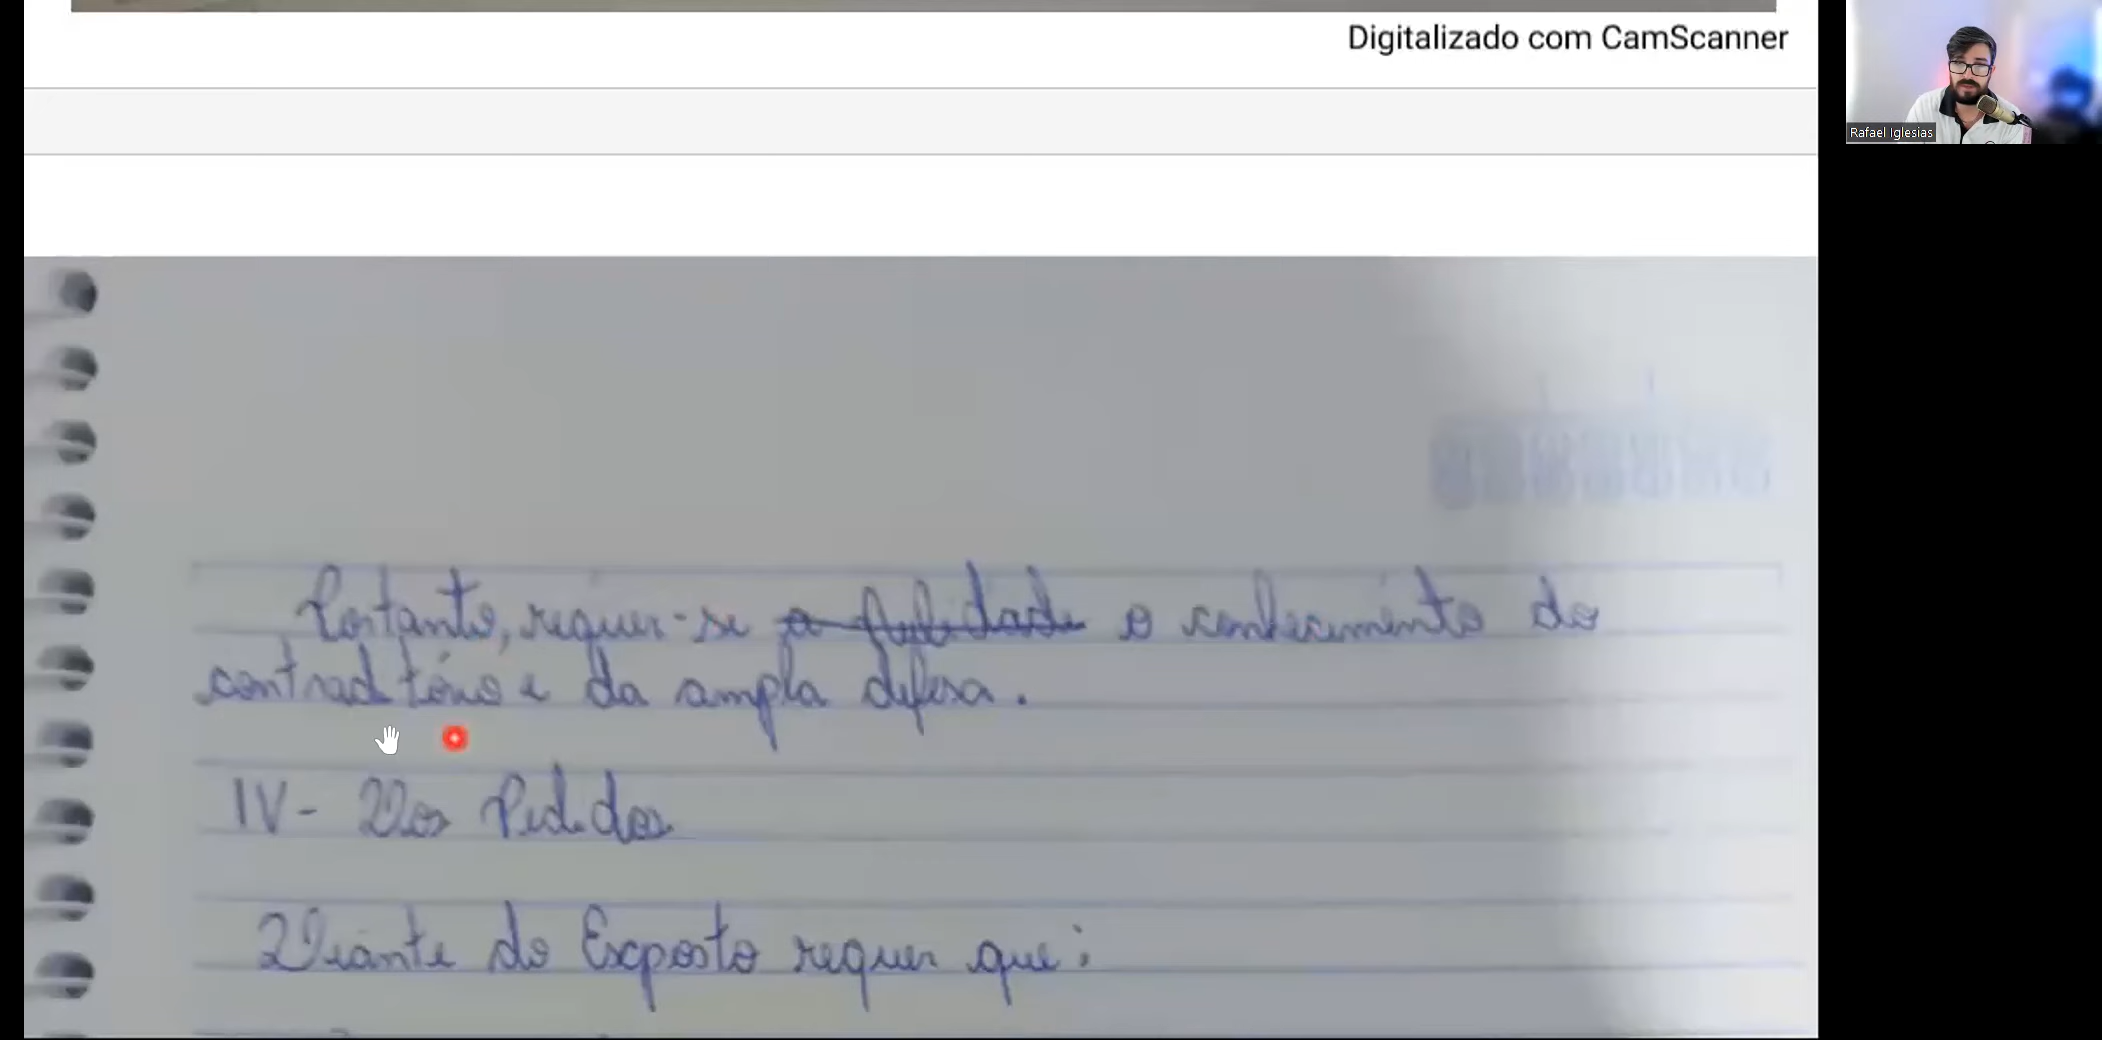 Digitalizado com CamScanner
Rafael Iglesias
Portanto, requer-se o conhecimento do
contraditório e da ampla defesa.
IV - Dos Pedidos
Diante do Exposto requer que: